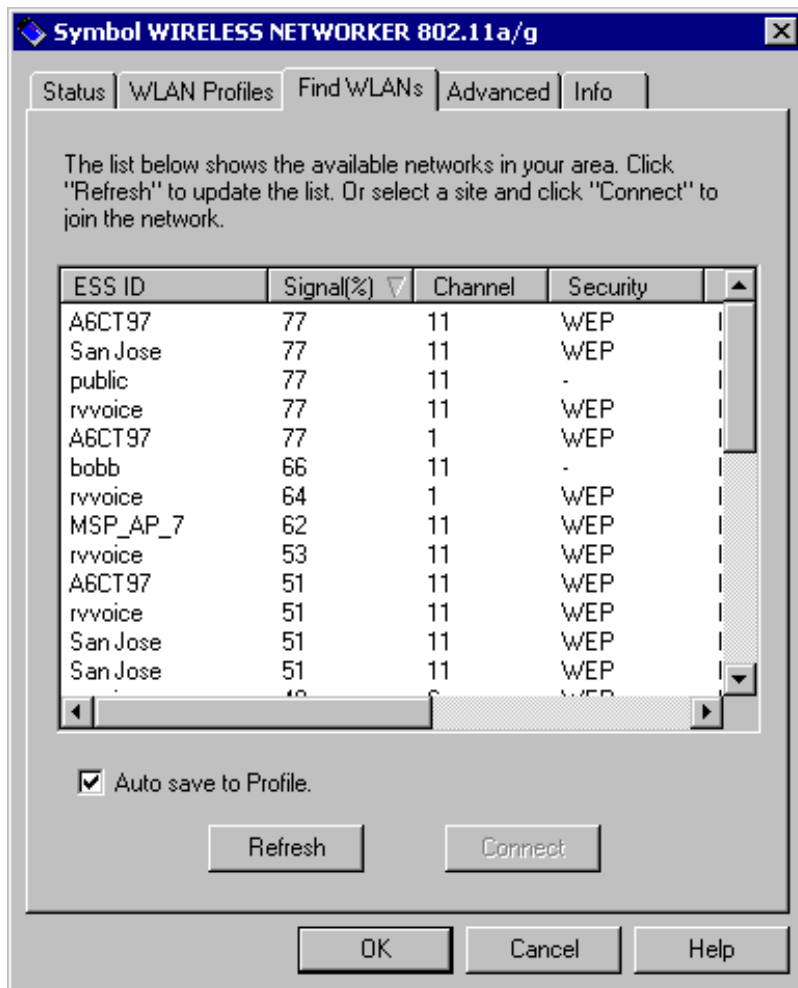 Symbol WIRELESS NETWORKER 802.11a/g
Status WLAN Profiles Find WLANs Advanced Info
The list below shows the available networks in your area. Click
"Refresh" to update the list. Or select a site and click "Connect" to
join the network.
ESS ID Signal(%) Channel Security
A6CT97 77 11 WEP
San Jose 77 11 WEP
public 77 11 -
rvvoice 77 11 WEP
A6CT97 77 1 WEP
bobb 66 11 -
rvvoice 64 1 WEP
MSP_AP_7 62 11 WEP
rvvoice 53 11 WEP
A6CT97 51 11 WEP
rvvoice 51 11 WEP
San Jose 51 11 WEP
San Jose 51 11 WEP
Auto save to Profile.
Refresh Connect
OK Cancel Help